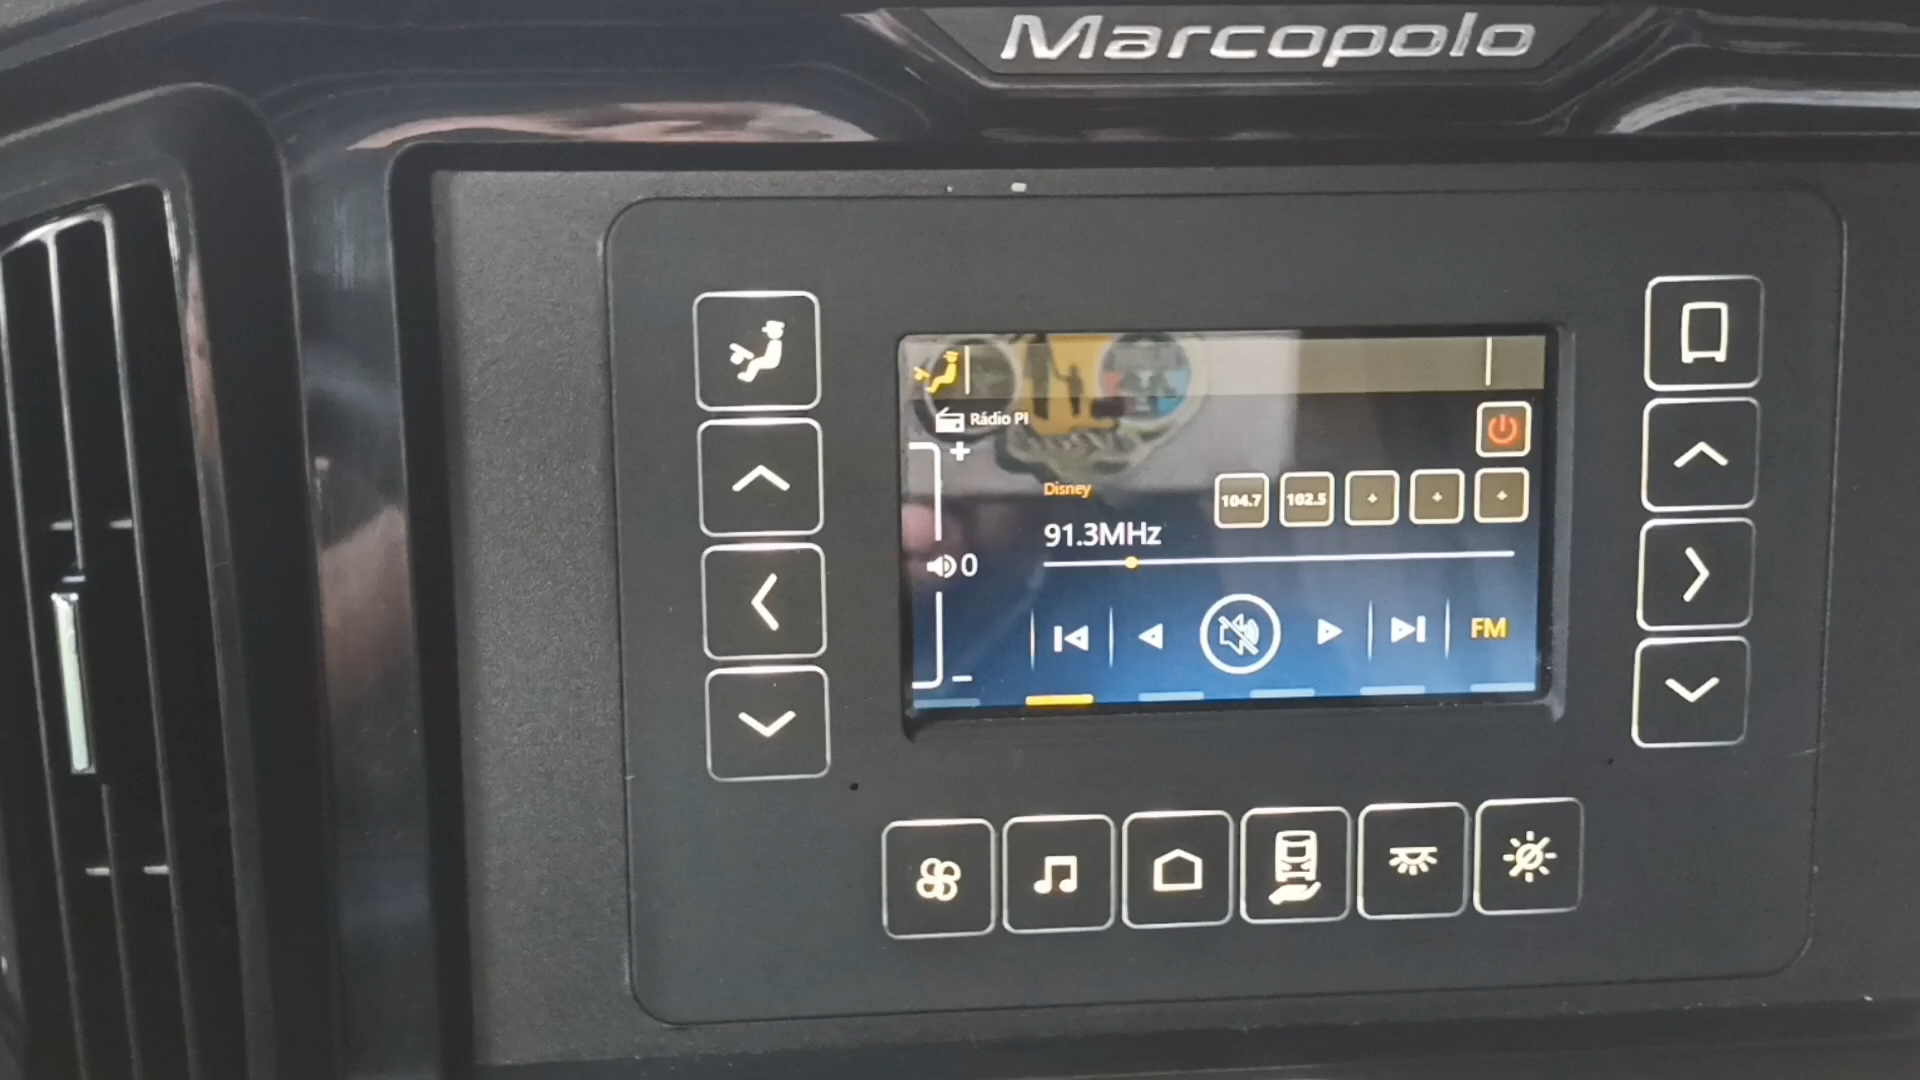 Marcopolo
Rádio PI
+
Disney
104.7 102.5 + + +
91.3MHz
0
FM
−